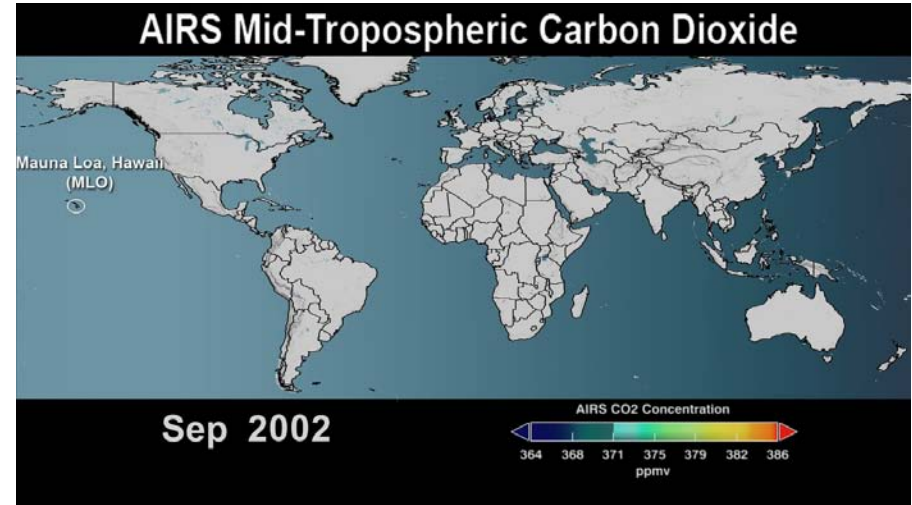 AIRS Mid-Tropospheric Carbon Dioxide
Mauna Loa, Hawaii
(MLO)
Sep 2002
AIRS CO2 Concentration
364 368 371 375 379 382 386
ppmv